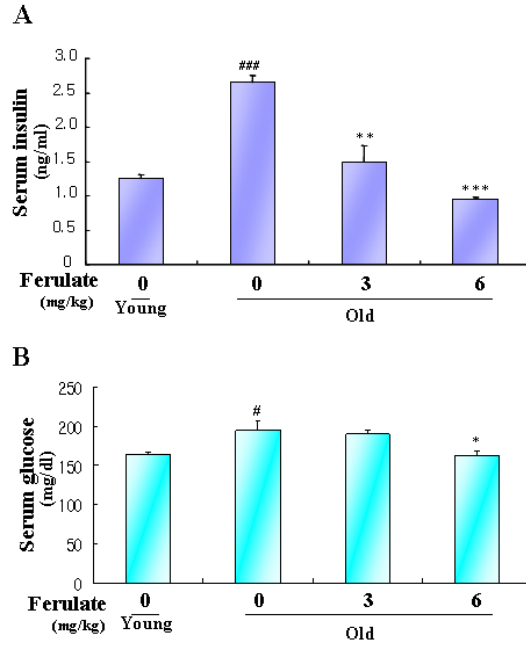 A
Serum insulin
(ng/ml)
3.0
2.5
2.0
1.5
1.0
0.5
0
###
**
***
Ferulate 0 0 3 6
(mg/kg) Young Old
B
Serum glucose
(mg/dl)
250
200
150
100
50
0
#
*
Ferulate 0 0 3 6
(mg/kg) Young Old